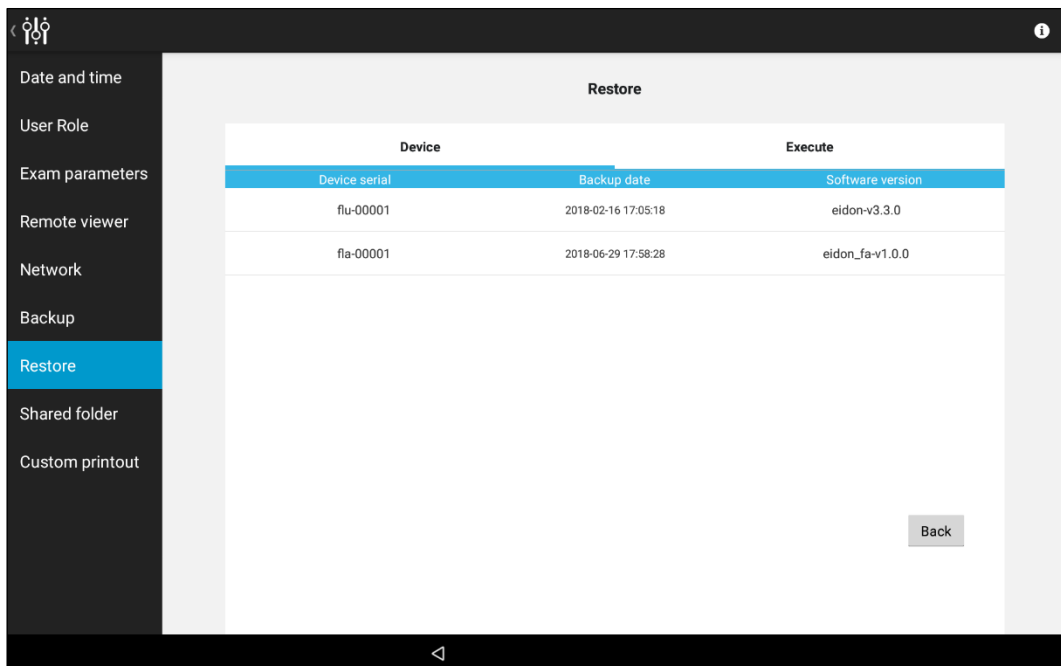 Date and time
User Role
Exam parameters
Remote viewer
Network
Backup
Restore
Shared folder
Custom printout
Restore
Device Execute
Device serial Backup date Software version
flu-00001 2018-02-16 17:05:18 eidon-v3.3.0
fla-00001 2018-06-29 17:58:28 eidon_fa-v1.0.0
Back